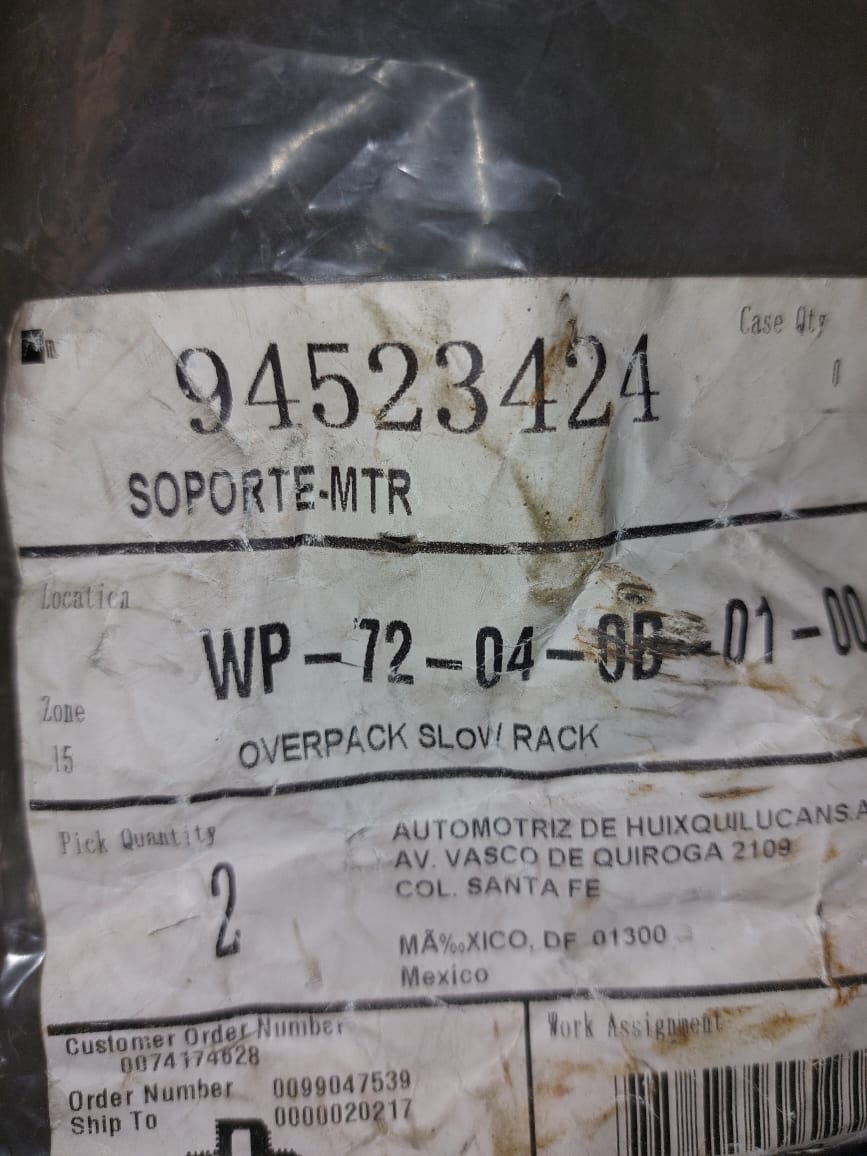 94523424
Case Qty
0
SOPORTE-MTR
Location
WP-72-04-0B-01-00
Zone
15
OVERPACK SLOW RACK
Pick Quantity
2
AUTOMOTRIZ DE HUIXQUILUCANS.A
AV. VASCO DE QUIROGA 2109
COL. SANTA FE
MÃ‰XICO, DF 01300
Mexico
Customer Order Number
0074174628
Order Number 0099047539
Ship To 0000020217
Work Assignment